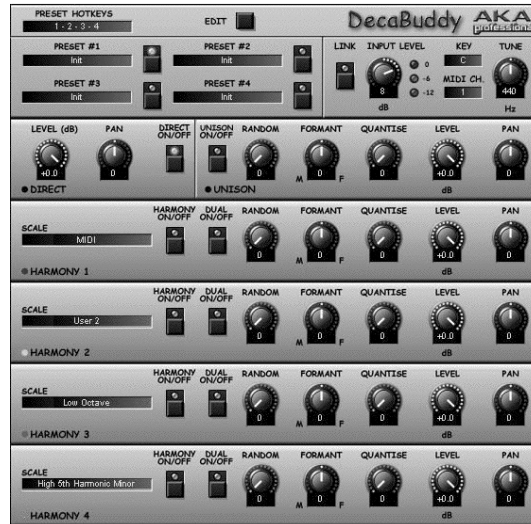 PRESET HOTKEYS
1 - 2 - 3 - 4
EDIT
DecaBuddy
AKA
professional
PRESET #1
Init
PRESET #2
Init
PRESET #3
Init
PRESET #4
Init
LINK
INPUT LEVEL
8
dB
0
-6
-12
KEY
C
MIDI CH.
1
TUNE
440
Hz
LEVEL (dB)
+0.0
PAN
0
DIRECT
ON/OFF
DIRECT
UNISON
ON/OFF
RANDOM
0
FORMANT
M 0 F
QUANTISE
0
LEVEL
+0.0
dB
PAN
0
UNISON
SCALE
MIDI
HARMONY 1
HARMONY
ON/OFF
DUAL
ON/OFF
RANDOM
0
FORMANT
M 0 F
QUANTISE
0
LEVEL
+0.0
dB
PAN
0
SCALE
User 2
HARMONY 2
HARMONY
ON/OFF
DUAL
ON/OFF
RANDOM
0
FORMANT
M 0 F
QUANTISE
0
LEVEL
+0.0
dB
PAN
0
SCALE
Low Octave
HARMONY 3
HARMONY
ON/OFF
DUAL
ON/OFF
RANDOM
0
FORMANT
M 0 F
QUANTISE
0
LEVEL
+0.0
dB
PAN
0
SCALE
High 5th Harmonic Minor
HARMONY 4
HARMONY
ON/OFF
DUAL
ON/OFF
RANDOM
0
FORMANT
M 0 F
QUANTISE
0
LEVEL
+0.0
dB
PAN
0